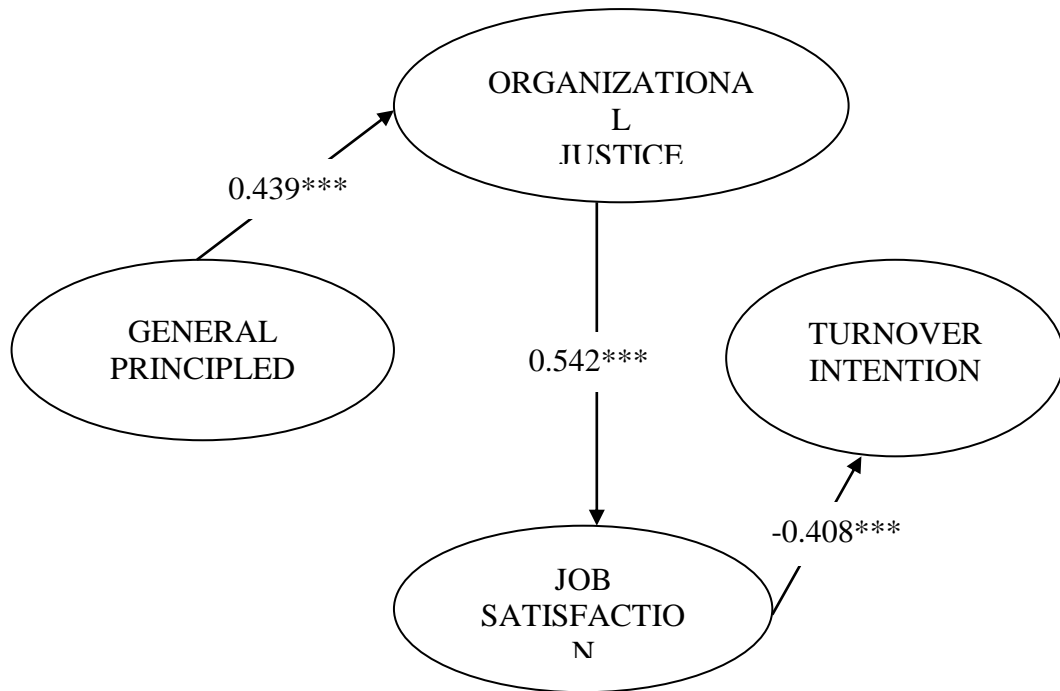 ORGANIZATIONA
L
JUSTICE
0.439***
GENERAL
PRINCIPLED
TURNOVER
INTENTION
0.542***
-0.408***
JOB
SATISFACTIO
N